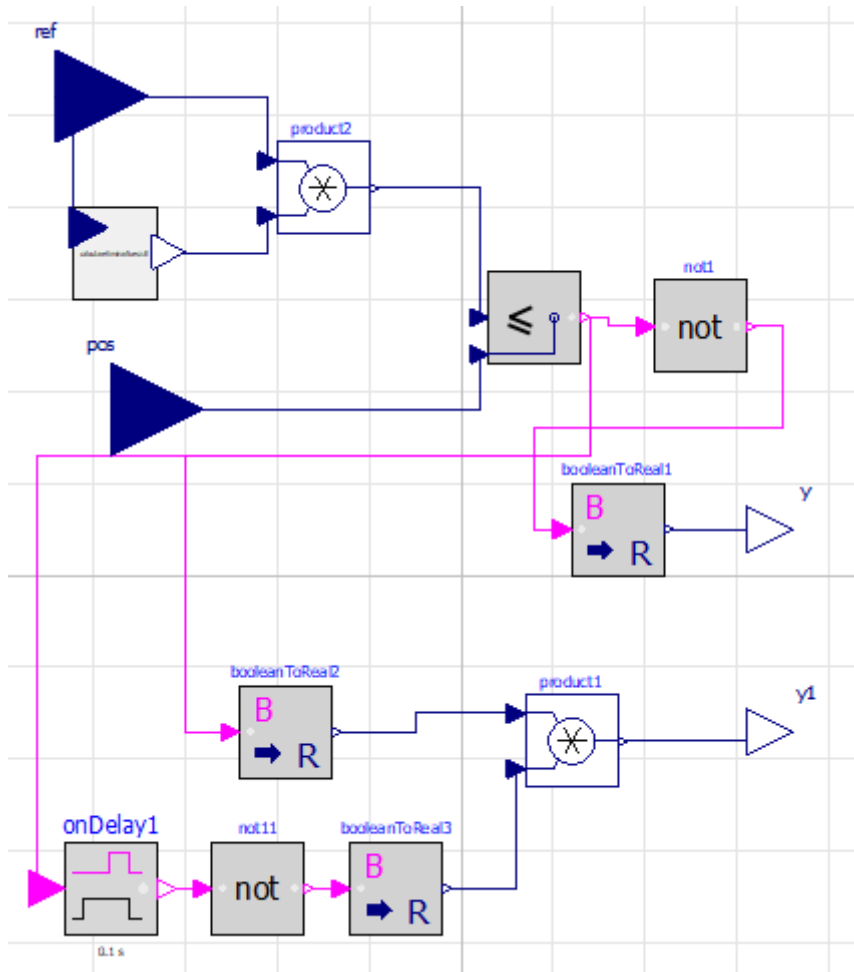 ref
product2
not1
≤
not
pos
booleanToReal1
y
B
R
booleanToReal2
product1
y1
B
R
onDelay1
not11
booleanToReal3
not
B
R
0.1 s